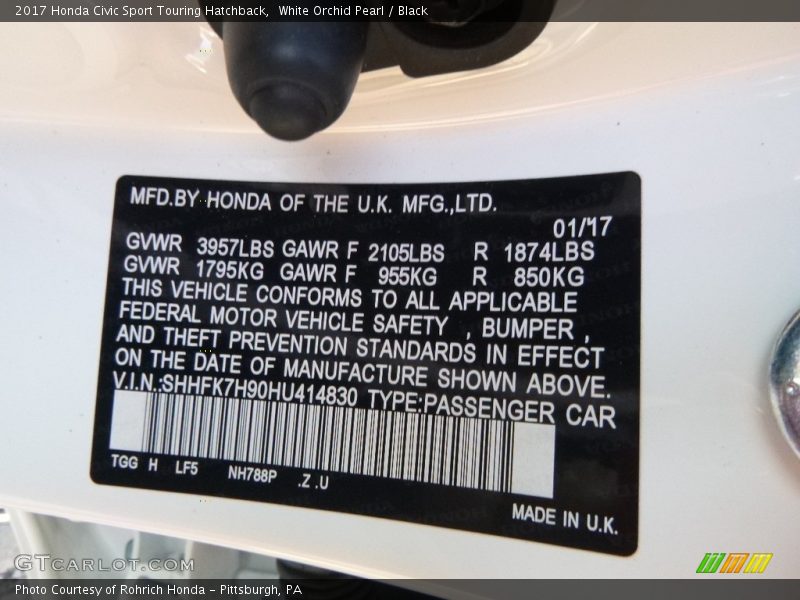 2017 Honda Civic Sport Touring Hatchback,  White Orchid Pearl / Black
MFD.BY HONDA OF THE U.K. MFG.,LTD.
01/'17
GVWR 3957LBS GAWR F 2105LBS R 1874LBS
GVWR 1795KG GAWR F 955KG R 850KG
THIS VEHICLE CONFORMS TO ALL APPLICABLE
FEDERAL MOTOR VEHICLE SAFETY , BUMPER ,
AND THEFT PREVENTION STANDARDS IN EFFECT
ON THE DATE OF MANUFACTURE SHOWN ABOVE.
V.I.N.:SHHFK7H90HU414830 TYPE:PASSENGER CAR
TGG H LF5 NH788P .Z .U
MADE IN U.K.
GTCARLOT.COM
Photo Courtesy of Rohrich Honda - Pittsburgh, PA